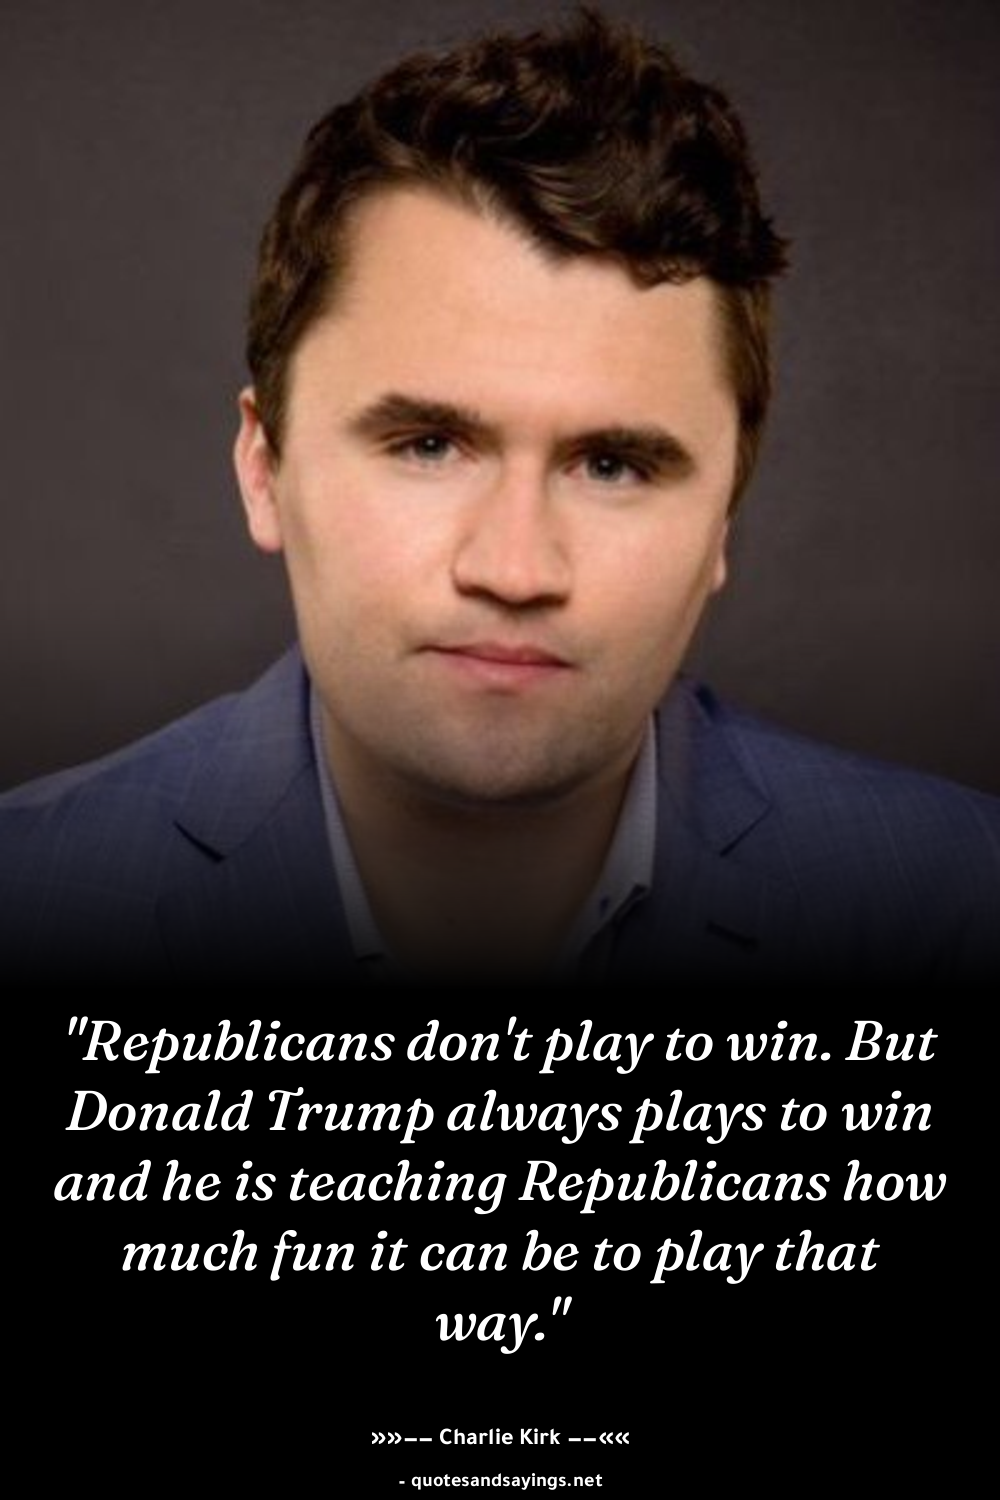 "Republicans don't play to win. But
Donald Trump always plays to win
and he is teaching Republicans how
much fun it can be to play that
way."
»»–– Charlie Kirk ––««
- quotesandsayings.net